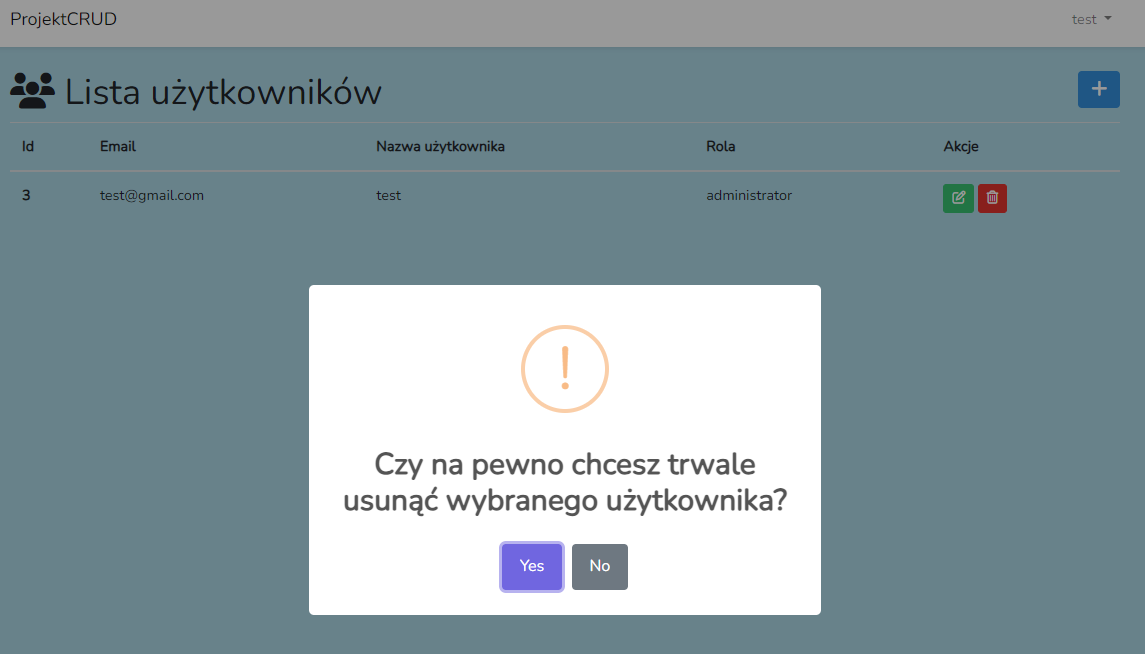 ProjektCRUD test
Lista użytkowników
Id Email Nazwa użytkownika Rola Akcje
3 test@gmail.com test administrator
Czy na pewno chcesz trwale
usunąć wybranego użytkownika?
Yes No